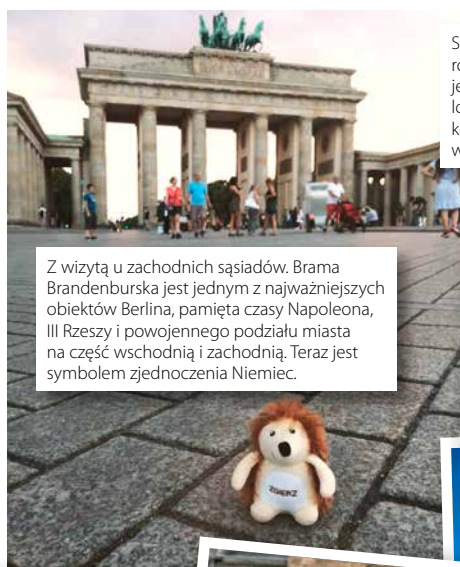 Z wizytą u zachodnich sąsiadów. Brama
Brandenburska jest jednym z najważniejszych
obiektów Berlina, pamięta czasy Napoleona,
III Rzeszy i powojennego podziału miasta
na część wschodnią i zachodnią. Teraz jest
symbolem zjednoczenia Niemiec.
ZGIERZ